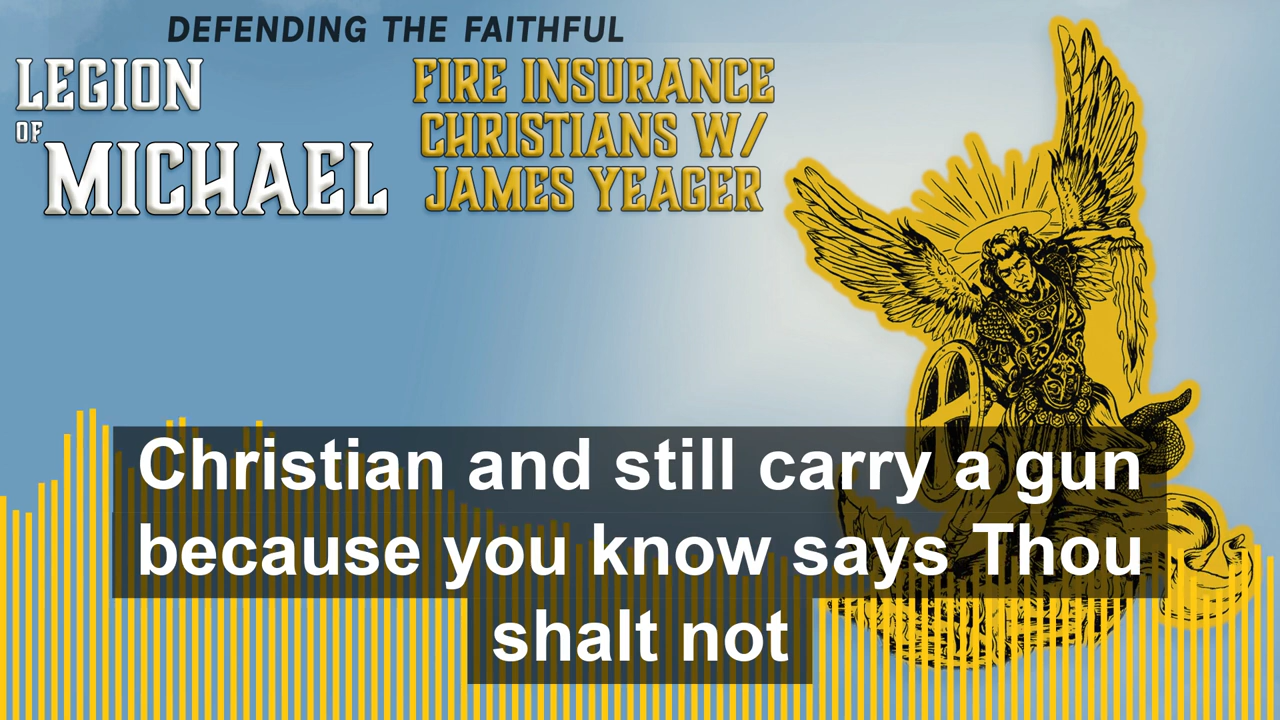 DEFENDING THE FAITHFUL
LEGION
OF
MICHAEL
FIRE INSURANCE
CHRISTIANS W/
JAMES YEAGER
Christian and still carry a gun
because you know says Thou
shalt not